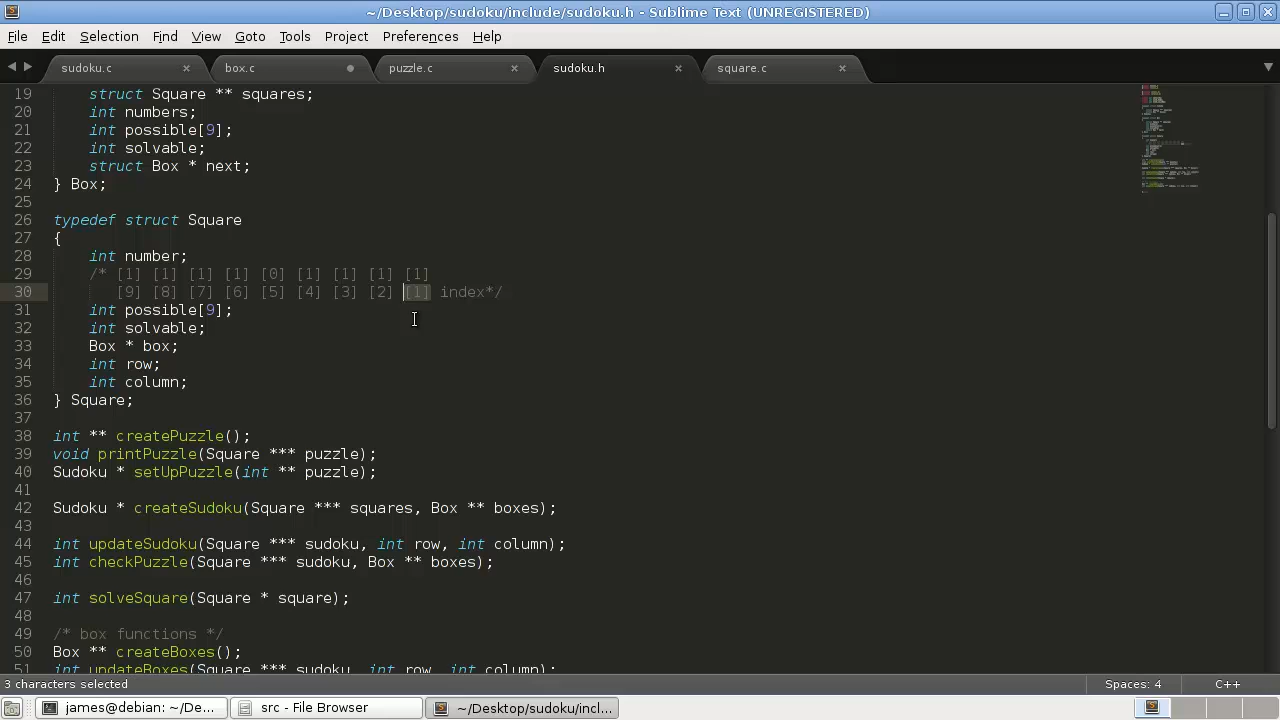 ~/Desktop/sudoku/include/sudoku.h - Sublime Text (UNREGISTERED)
File Edit Selection Find View Goto Tools Project Preferences Help
sudoku.c box.c puzzle.c sudoku.h square.c
19 struct Square ** squares;
20 int numbers;
21 int possible[9];
22 int solvable;
23 struct Box * next;
24 } Box;
25
26 typedef struct Square
27 {
28 int number;
29 /* [1] [1] [1] [1] [0] [1] [1] [1] [1]
30 [9] [8] [7] [6] [5] [4] [3] [2] [1] index*/
31 int possible[9];
32 int solvable;
33 Box * box;
34 int row;
35 int column;
36 } Square;
37
38 int ** createPuzzle();
39 void printPuzzle(Square *** puzzle);
40 Sudoku * setUpPuzzle(int ** puzzle);
41
42 Sudoku * createSudoku(Square *** squares, Box ** boxes);
43
44 int updateSudoku(Square *** sudoku, int row, int column);
45 int checkPuzzle(Square *** sudoku, Box ** boxes);
46
47 int solveSquare(Square * square);
48
49 /* box functions */
50 Box ** createBoxes();
51 int updateBoxes(Square *** sudoku, int row, int column);
3 characters selected Spaces: 4 C++
james@debian: ~/De... src - File Browser ~/Desktop/sudoku/incl...